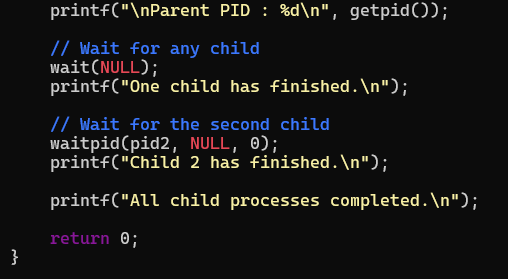 printf("\nParent PID : %d\n", getpid());
// Wait for any child
wait(NULL);
printf("One child has finished.\n");
// Wait for the second child
waitpid(pid2, NULL, 0);
printf("Child 2 has finished.\n");
printf("All child processes completed.\n");
return 0;
}